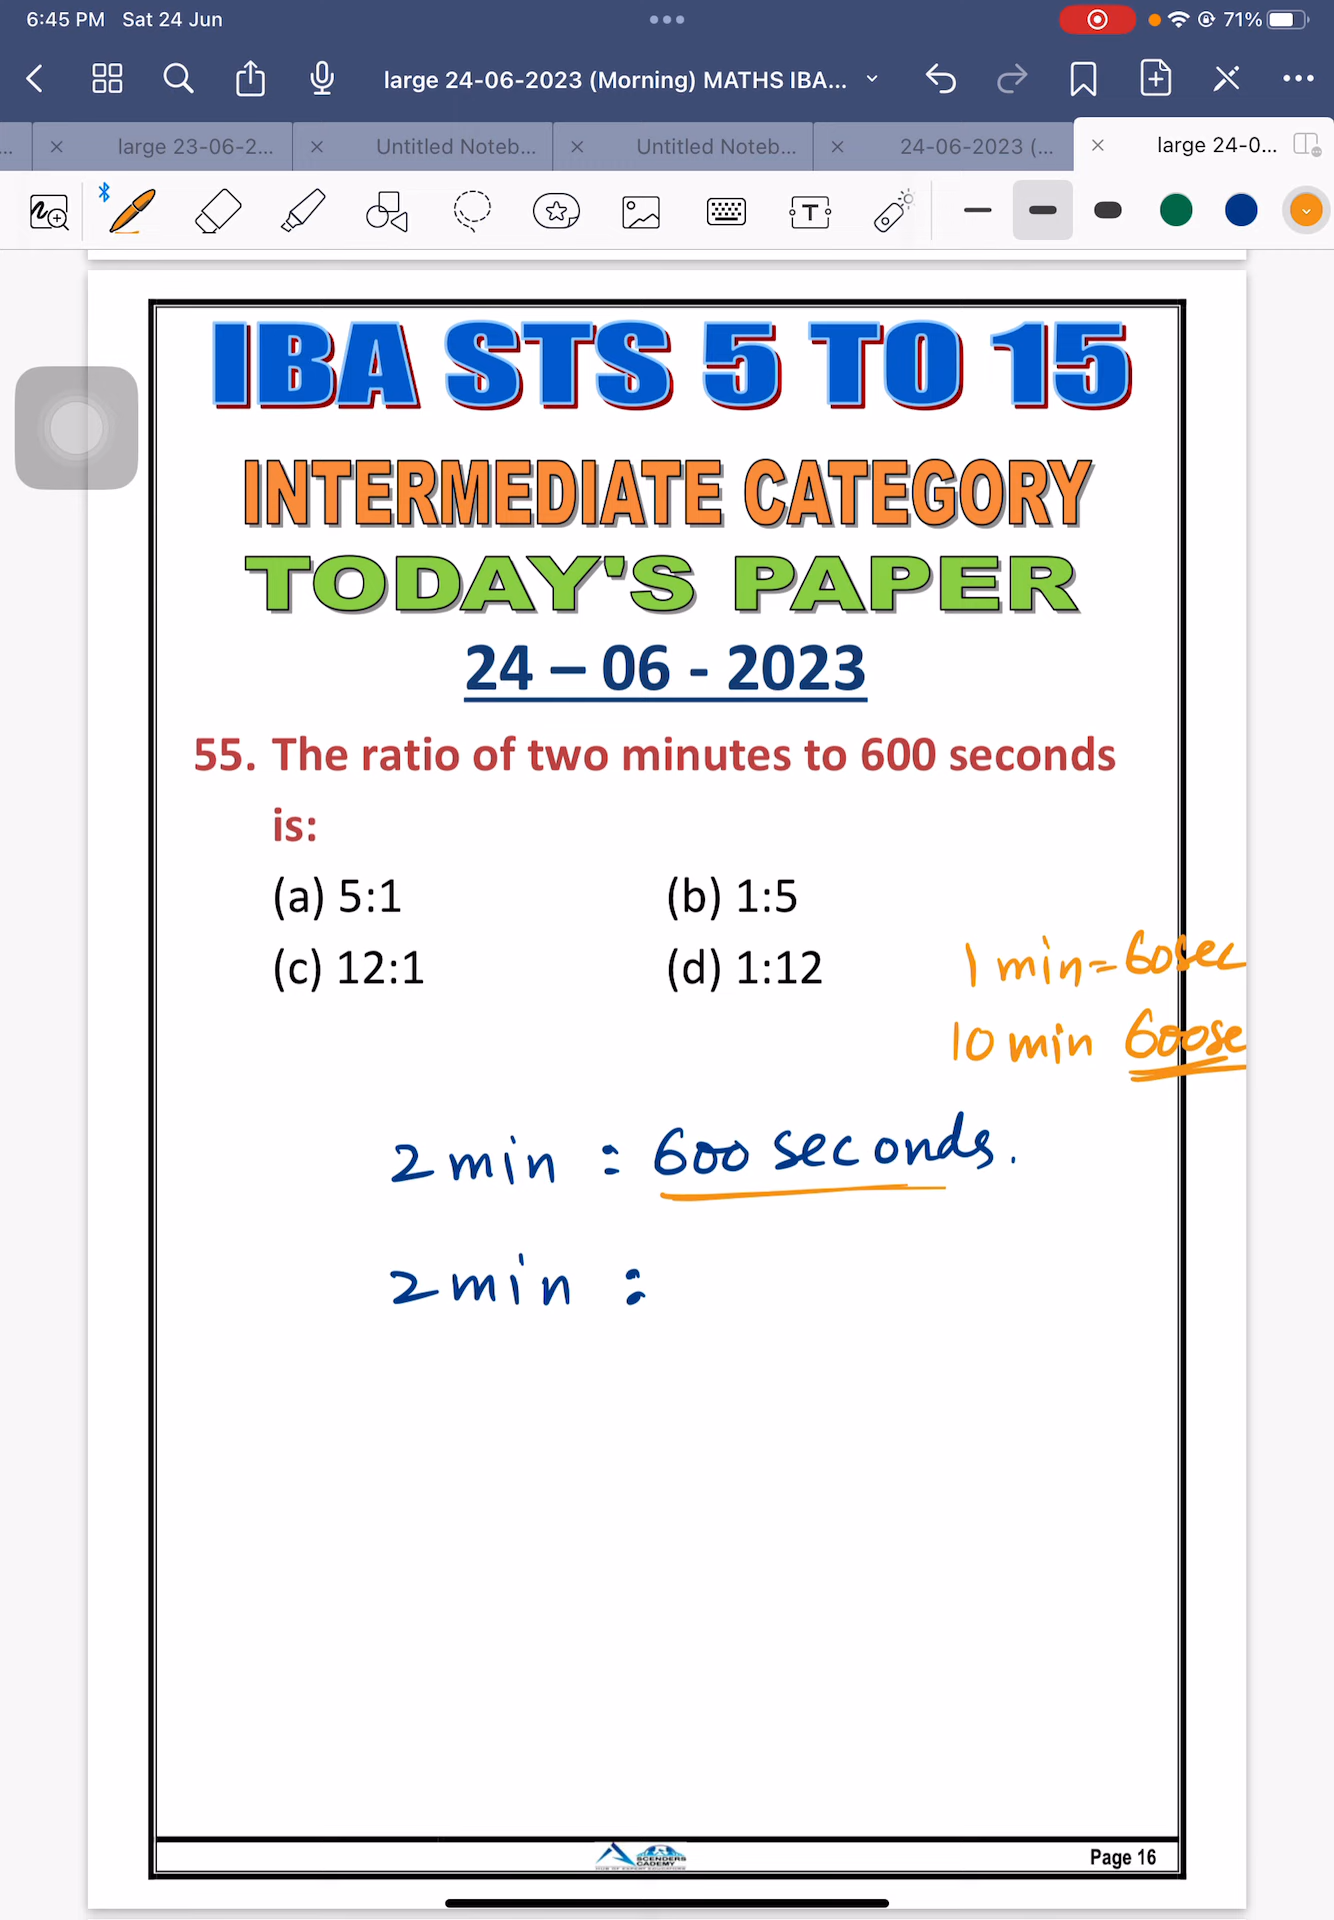 6:45 PM Sat 24 Jun
71%
large 24-06-2023 (Morning) MATHS IBA...
large 23-06-2...
Untitled Noteb...
Untitled Noteb...
24-06-2023 (...
large 24-0...
IBA STS 5 TO 15
INTERMEDIATE CATEGORY
TODAY'S PAPER
24 – 06 - 2023
55. The ratio of two minutes to 600 seconds
is:
(a) 5:1 (b) 1:5
(c) 12:1 (d) 1:12
1 min = 60sec
10 min 600se
2 min : 600 seconds.
2 min :
SCENDERS
CADEMY
Page 16